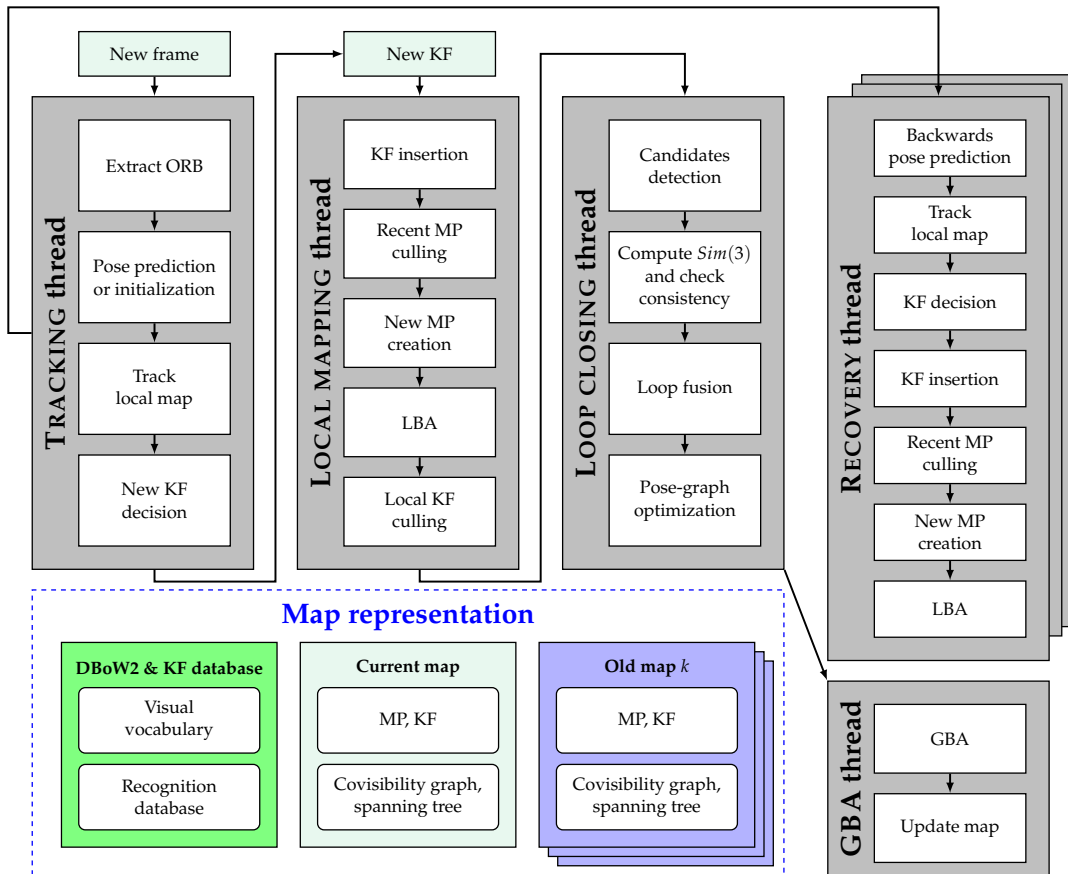 New frame
TRACKING thread
Extract ORB
Pose prediction
or initialization
Track
local map
New KF
decision
New KF
LOCAL MAPPING thread
KF insertion
Recent MP
culling
New MP
creation
LBA
Local KF
culling
LOOP CLOSING thread
Candidates
detection
Compute Sim(3)
and check
consistency
Loop fusion
Pose-graph
optimization
RECOVERY thread
Backwards
pose prediction
Track
local map
KF decision
KF insertion
Recent MP
culling
New MP
creation
LBA
Map representation
DBoW2 & KF database
Visual
vocabulary
Recognition
database
Current map
MP, KF
Covisibility graph,
spanning tree
Old map k
MP, KF
Covisibility graph,
spanning tree
GBA thread
GBA
Update map